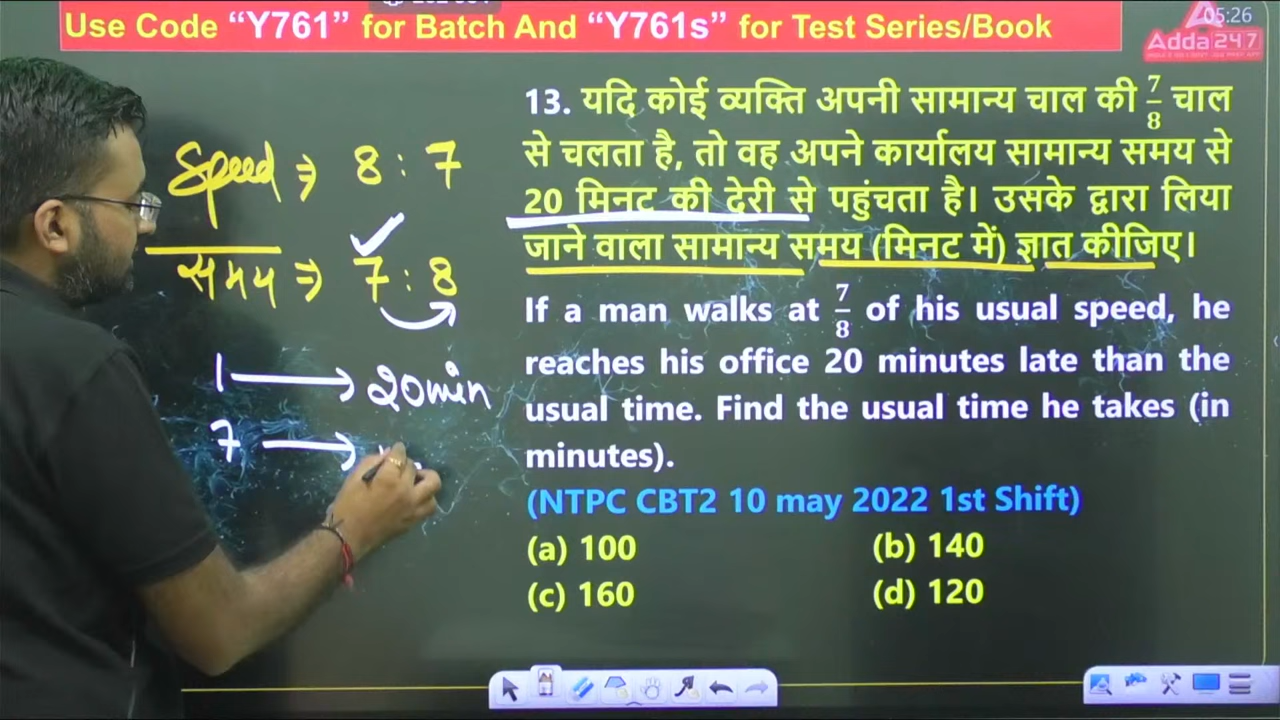 Use Code “Y761” for Batch And “Y761s” for Test Series/Book
05:26
Adda247
13. यदि कोई व्यक्ति अपनी सामान्य चाल की 7/8 चाल
से चलता है, तो वह अपने कार्यालय सामान्य समय से
20 मिनट की देरी से पहुंचता है। उसके द्वारा लिया
जाने वाला सामान्य समय (मिनट में) ज्ञात कीजिए।
If a man walks at 7/8 of his usual speed, he
reaches his office 20 minutes late than the
usual time. Find the usual time he takes (in
minutes).
(NTPC CBT2 10 may 2022 1st Shift)
(a) 100 (b) 140
(c) 160 (d) 120
Speed ⇒ 8 : 7
समय ⇒ 7 : 8
1 → 20min
7 →